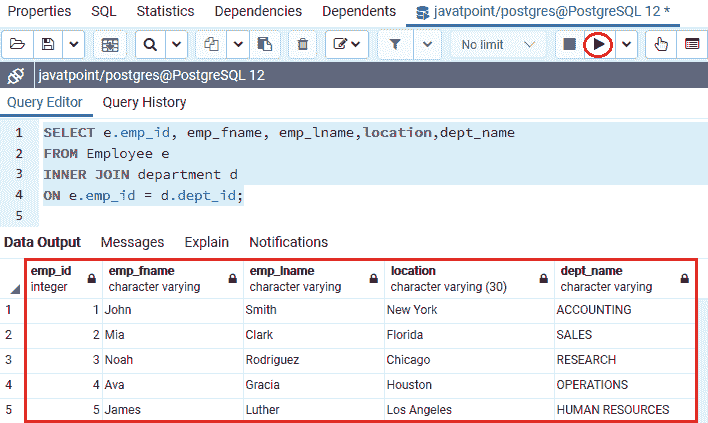 Properties SQL Statistics Dependencies Dependents javatpoint/postgres@PostgreSQL 12 *
No limit
javatpoint/postgres@PostgreSQL 12
Query Editor Query History
1 SELECT e.emp_id, emp_fname, emp_lname,location,dept_name
2 FROM Employee e
3 INNER JOIN department d
4 ON e.emp_id = d.dept_id;
5
Data Output Messages Explain Notifications
emp_id emp_fname emp_lname location dept_name
integer character varying character varying character varying (30) character varying
1 1 John Smith New York ACCOUNTING
2 2 Mia Clark Florida SALES
3 3 Noah Rodriguez Chicago RESEARCH
4 4 Ava Gracia Houston OPERATIONS
5 5 James Luther Los Angeles HUMAN RESOURCES